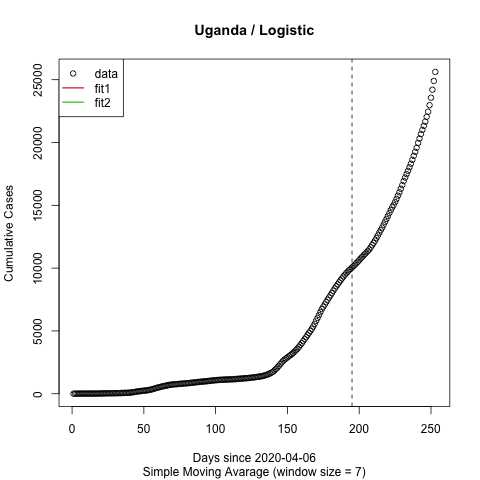 Uganda / Logistic
data
fit1
fit2
Cumulative Cases
25000
20000
15000
10000
5000
0
0 50 100 150 200 250
Days since 2020-04-06
Simple Moving Avarage (window size = 7)